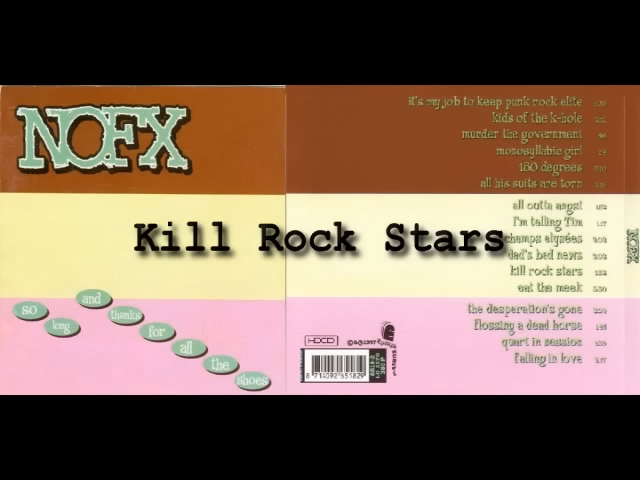 NOFX
so
long
and
thanks
for
all
the
shoes
Kill Rock Stars
it's my job to keep punk rock elite
kids of the k-hole
murder the government
monosyllabic girl
180 degrees
all his suits are torn
all outta angst
I'm telling Tim
champs elysées
dad's bad news
kill rock stars
eat the meek
the desperation's gone
flossing a dead horse
quart in session
falling in love
NOFX
HDCD
8 714092 651829